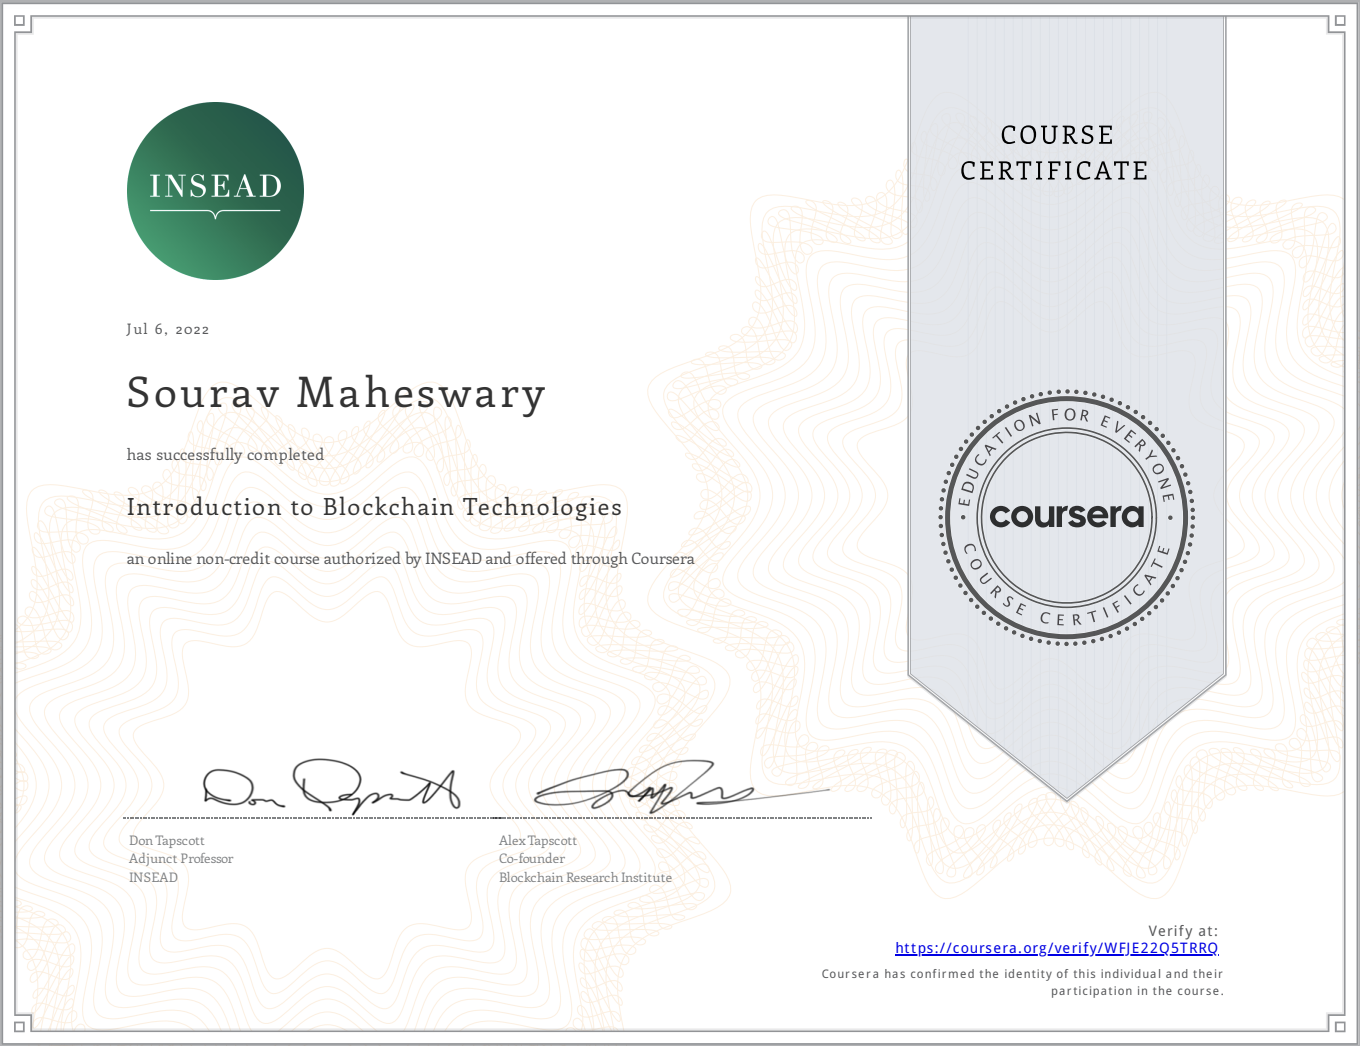 INSEAD
COURSE
CERTIFICATE
Jul 6, 2022
Sourav Maheswary
has successfully completed
Introduction to Blockchain Technologies
an online non-credit course authorized by INSEAD and offered through Coursera
EDUCATION FOR EVERYONE
coursera
COURSE CERTIFICATE
Don Tapscott
Don Tapscott
Adjunct Professor
INSEAD
Alex Tapscott
Co-founder
Blockchain Research Institute
Verify at:
https://coursera.org/verify/WFJE22Q5TRRQ
Coursera has confirmed the identity of this individual and their
participation in the course.